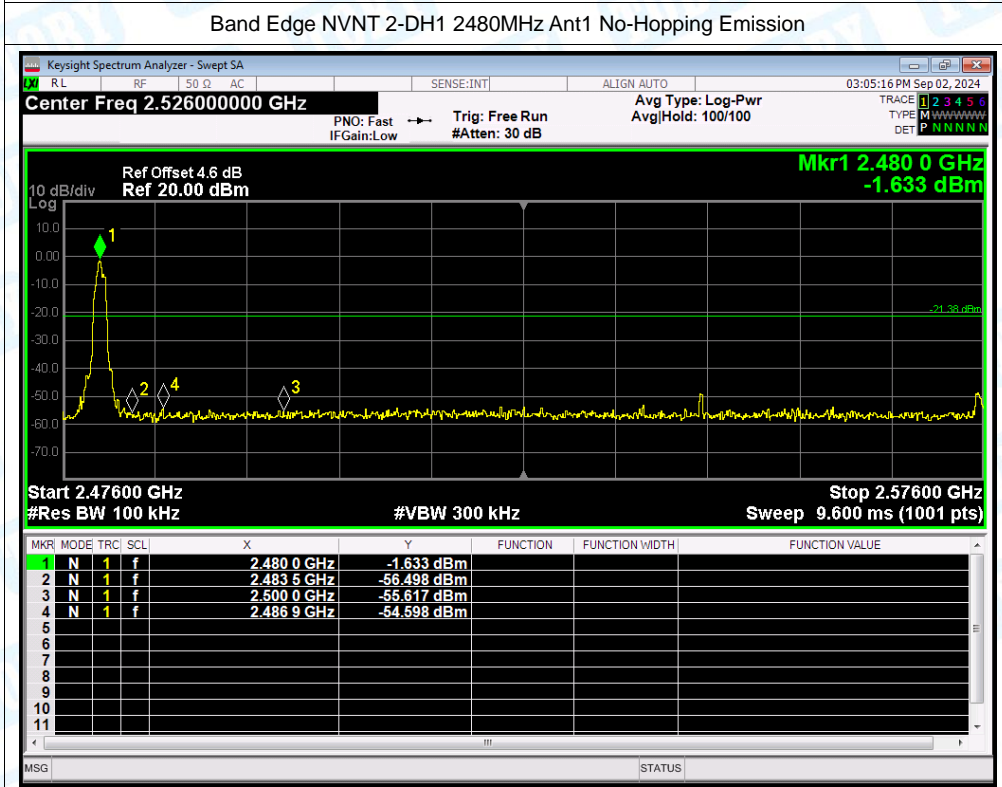 Band Edge NVNT 2-DH1 2480MHz Ant1 No-Hopping Emission
Keysight Spectrum Analyzer - Swept SA
LXI RL RF 50 Ω AC SENSE:INT ALIGN AUTO 03:05:16 PM Sep 02, 2024
Center Freq 2.526000000 GHz Avg Type: Log-Pwr TRACE 1 2 3 4 5 6
PNO: Fast Trig: Free Run Avg|Hold: 100/100 TYPE M WWWWW
IFGain:Low #Atten: 30 dB DET P N N N N N
Mkr1 2.480 0 GHz
Ref Offset 4.6 dB
10 dB/div Ref 20.00 dBm -1.633 dBm
Log
10.0
1
0.00
-10.0
-20.0
-21.38 dBm
-30.0
-40.0
2 4 3
-50.0
-60.0
-70.0
Start 2.47600 GHz Stop 2.57600 GHz
#Res BW 100 kHz #VBW 300 kHz Sweep 9.600 ms (1001 pts)
MKR MODE TRC SCL X Y FUNCTION FUNCTION WIDTH FUNCTION VALUE
1 N 1 f 2.480 0 GHz -1.633 dBm
2 N 1 f 2.483 5 GHz -56.498 dBm
3 N 1 f 2.500 0 GHz -55.617 dBm
4 N 1 f 2.486 9 GHz -54.598 dBm
5
6
7
8
9
10
11
MSG STATUS